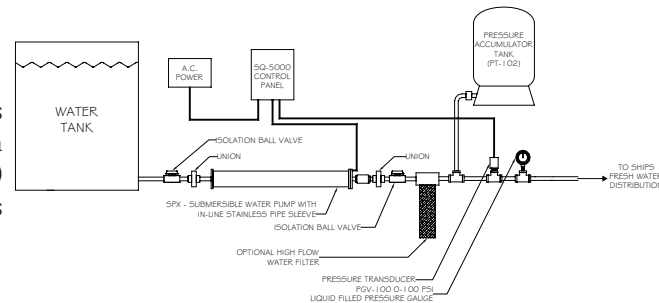 PRESSURE
ACCUMULATOR
TANK
(PT-102)
A.C.
POWER
SQ-5000
CONTROL
PANEL
WATER
TANK
ISOLATION BALL VALVE
UNION
UNION
TO SHIPS
FRESH WATER
DISTRIBUTION
SPX - SUBMERSIBLE WATER PUMP WITH
IN-LINE STAINLESS PIPE SLEEVE
ISOLATION BALL VALVE
OPTIONAL HIGH FLOW
WATER FILTER
PRESSURE TRANSDUCER
PGV-100 0-100 PSI
LIQUID FILLED PRESSURE GAUGE